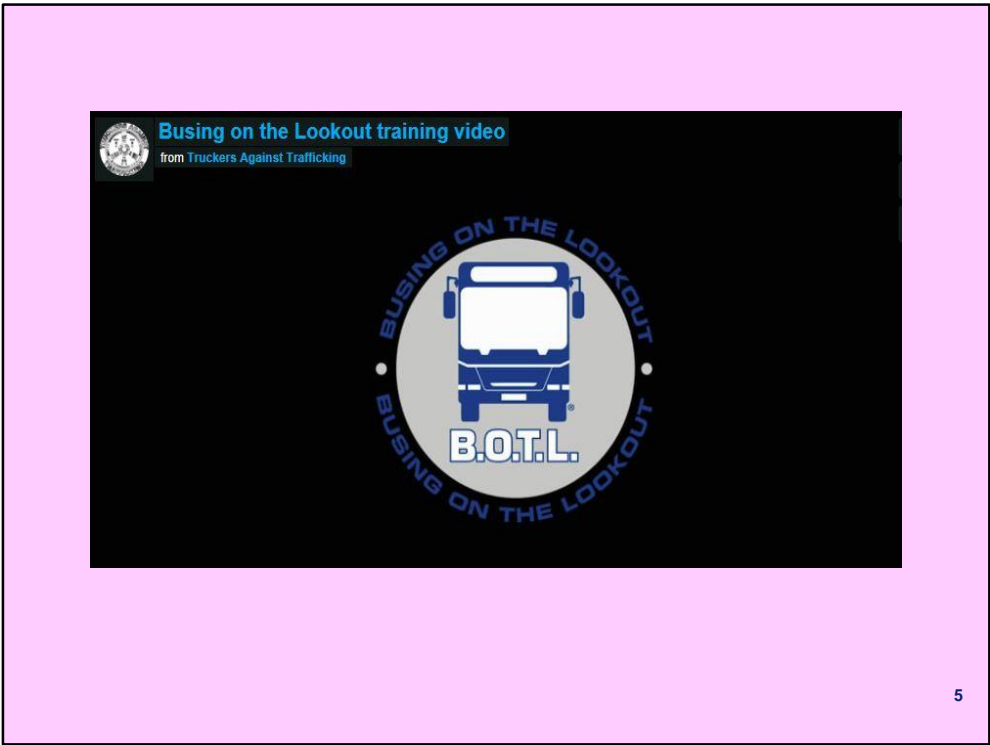 Busing on the Lookout training video
from Truckers Against Trafficking
BUSING ON THE LOOKOUT
B.O.T.L.
BUSING ON THE LOOKOUT
5